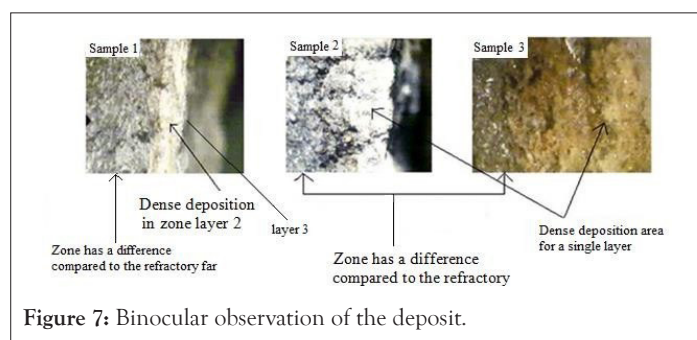 Sample 1
Sample 2
Sample 3
Dense deposition
in zone layer 2
layer 3
Zone has a difference
compared to the refractory far
Zone has a difference
compared to the refractory
Dense deposition area
for a single layer
Figure 7: Binocular observation of the deposit.